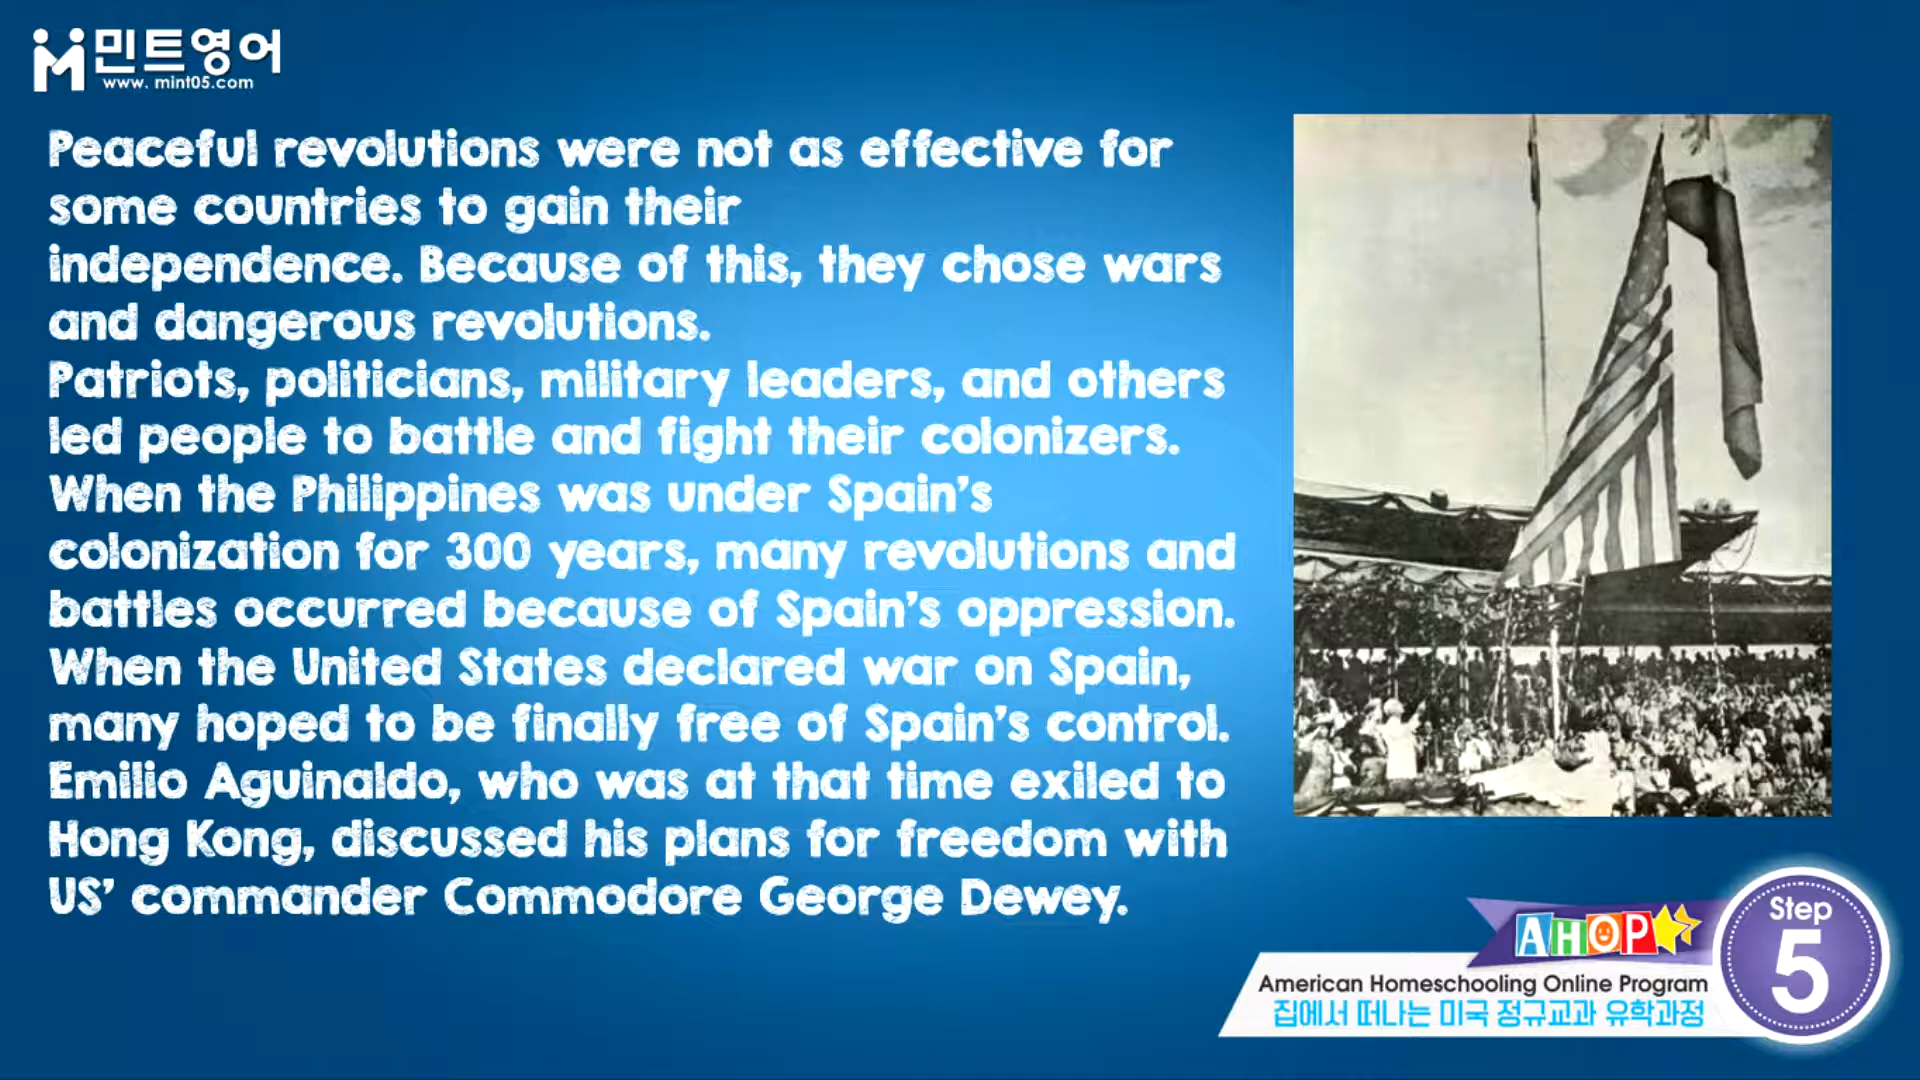 민트영어
www.mint05.com
Peaceful revolutions were not as effective for
some countries to gain their
independence. Because of this, they chose wars
and dangerous revolutions.
Patriots, politicians, military leaders, and others
led people to battle and fight their colonizers.
When the Philippines was under Spain's
colonization for 300 years, many revolutions and
battles occurred because of Spain's oppression.
When the United States declared war on Spain,
many hoped to be finally free of Spain's control.
Emilio Aguinaldo, who was at that time exiled to
Hong Kong, discussed his plans for freedom with
US' commander Commodore George Dewey.
AHOP
Step
5
American Homeschooling Online Program
집에서 떠나는 미국 정규교과 유학과정